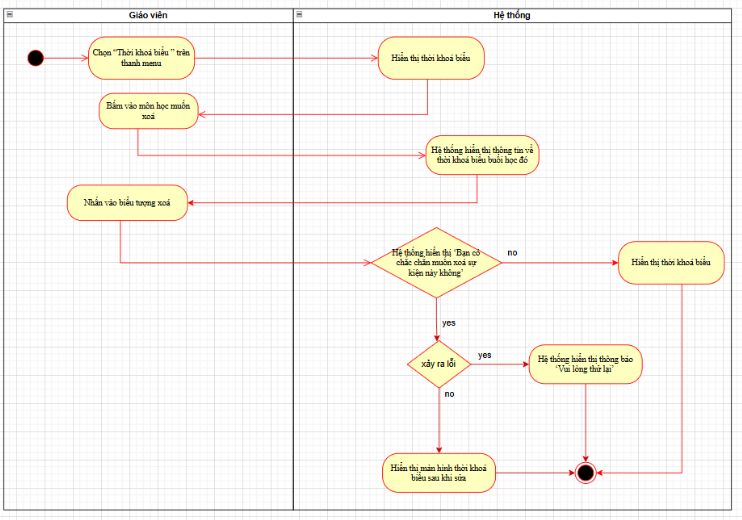 Giáo viên
Hệ thống
Chọn “Thời khoá biểu ” trên
thanh menu
Hiển thị thời khoá biểu
Bấm vào môn học muốn
xoá
Hệ thống hiển thị thông tin về
thời khoá biểu buổi học đó
Nhấn vào biểu tượng xoá
Hệ thống hiển thị ‘Bạn có
chắc chắn muốn xoá sự
kiện này không’
no
Hiển thị thời khoá biểu
yes
xảy ra lỗi
yes
Hệ thống hiển thị thông báo
‘Vui lòng thử lại’
no
Hiển thị màn hình thời khoá
biểu sau khi sửa